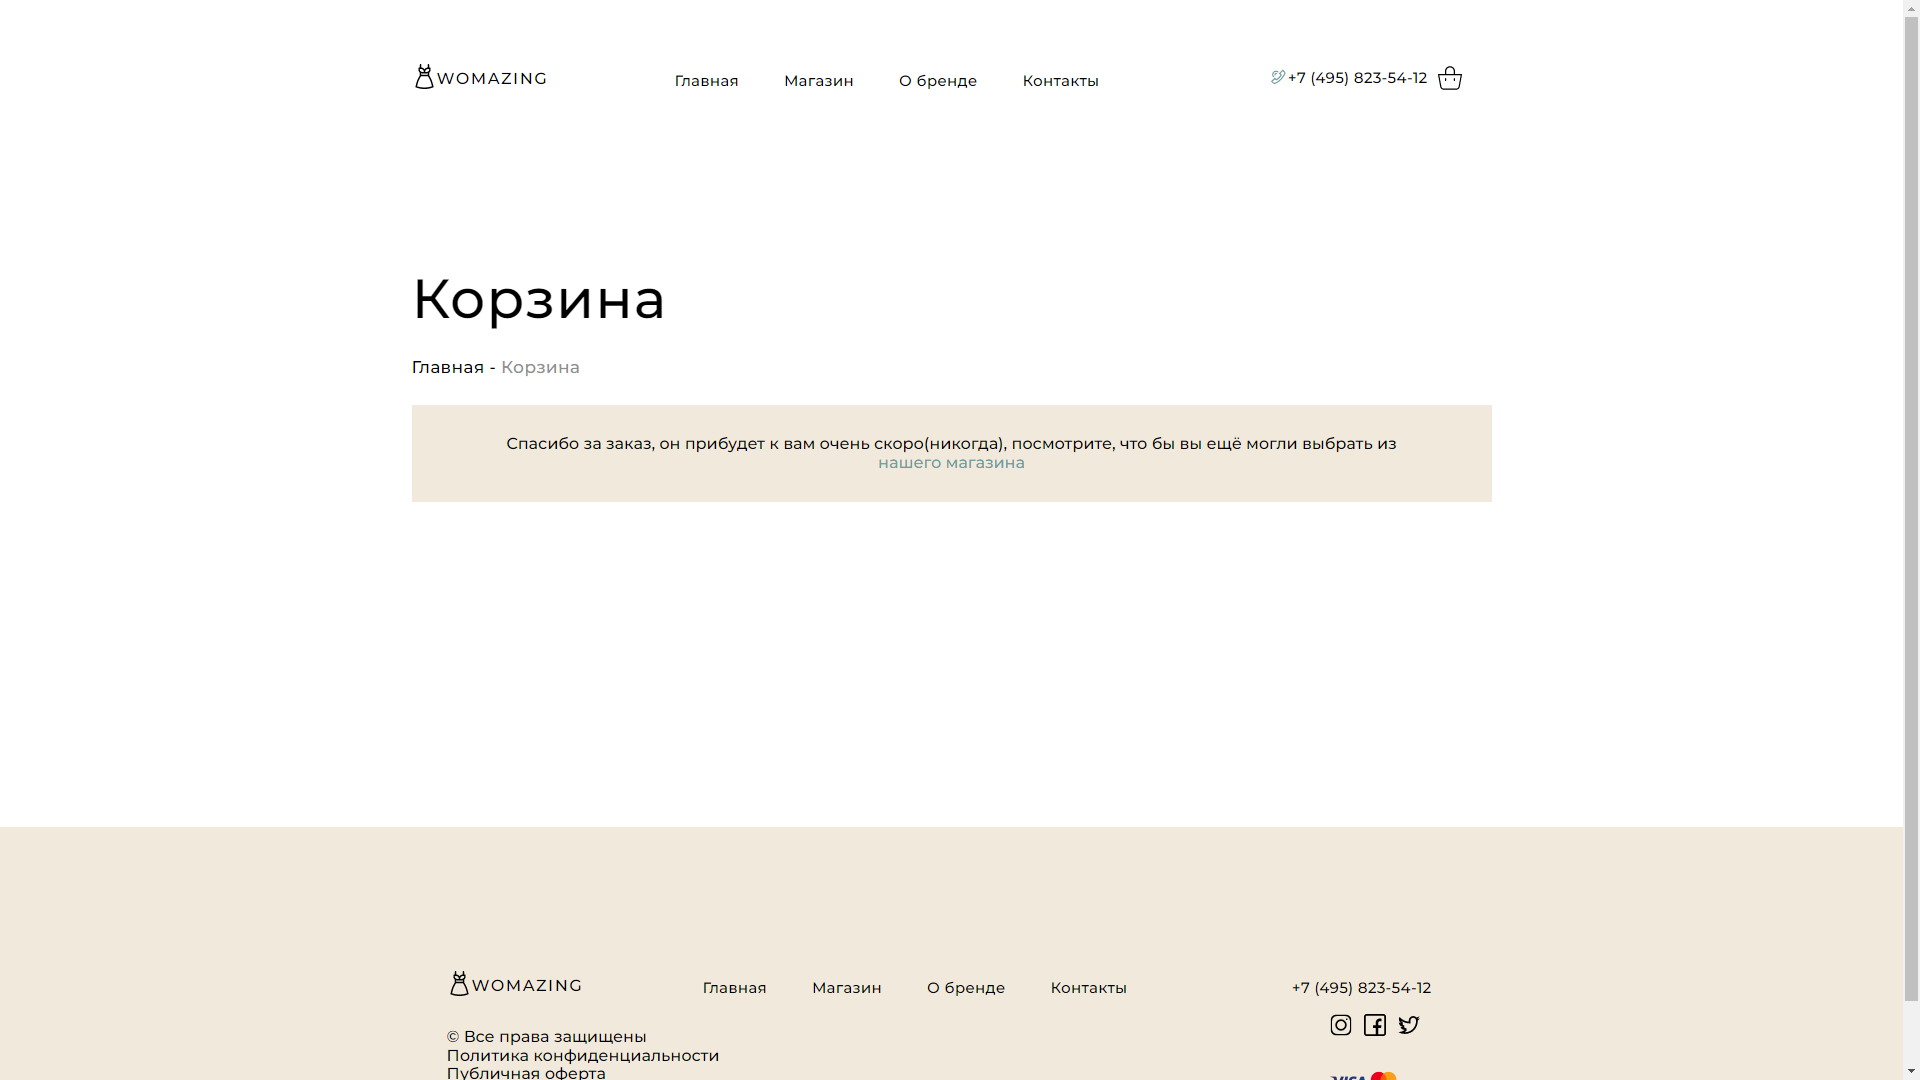 WOMAZING
Главная
Магазин
О бренде
Контакты
+7 (495) 823-54-12
Корзина
Главная - Корзина
Спасибо за заказ, он прибудет к вам очень скоро(никогда), посмотрите, что бы вы ещё могли выбрать из
нашего магазина
WOMAZING
Главная
Магазин
О бренде
Контакты
+7 (495) 823-54-12
© Все права защищены
Политика конфиденциальности
Публичная оферта
VISA